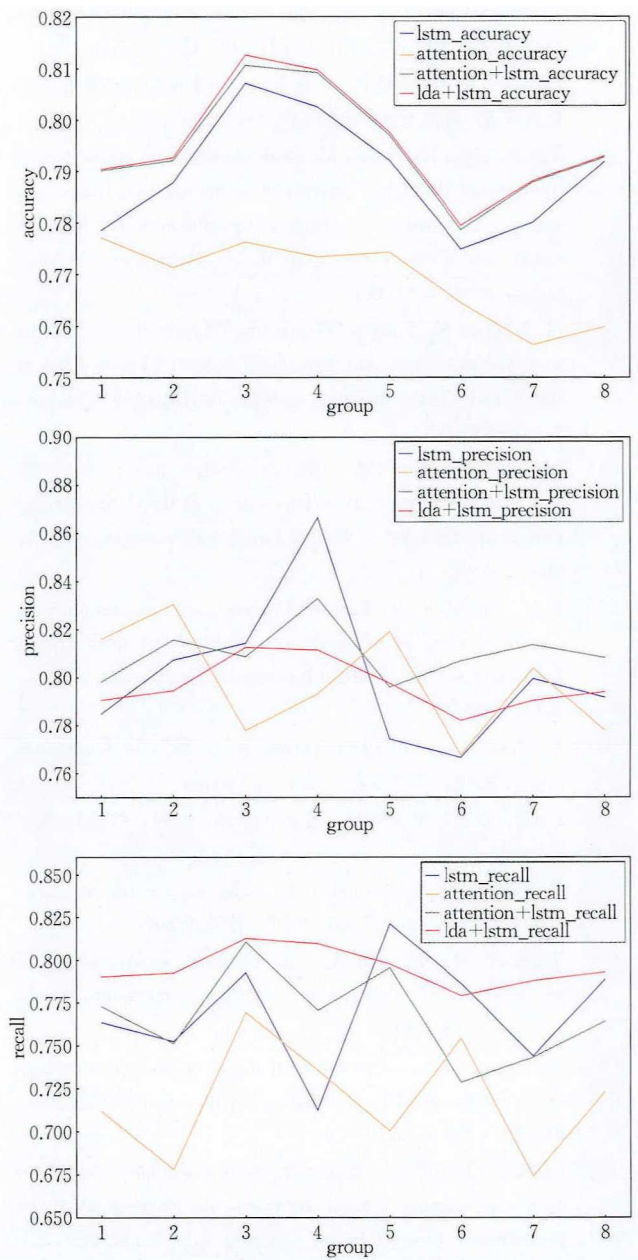 0.82
0.81
0.80
0.79
0.78
0.77
0.76
0.75
accuracy
lstm_accuracy
attention_accuracy
attention+lstm_accuracy
lda+lstm_accuracy
1 2 3 4 5 6 7 8
group
0.90
0.88
0.86
0.84
0.82
0.80
0.78
0.76
precision
lstm_precision
attention_precision
attention+lstm_precision
lda+lstm_precision
1 2 3 4 5 6 7 8
group
0.850
0.825
0.800
0.775
0.750
0.725
0.700
0.675
0.650
recall
lstm_recall
attention_recall
attention+lstm_recall
lda+lstm_recall
1 2 3 4 5 6 7 8
group